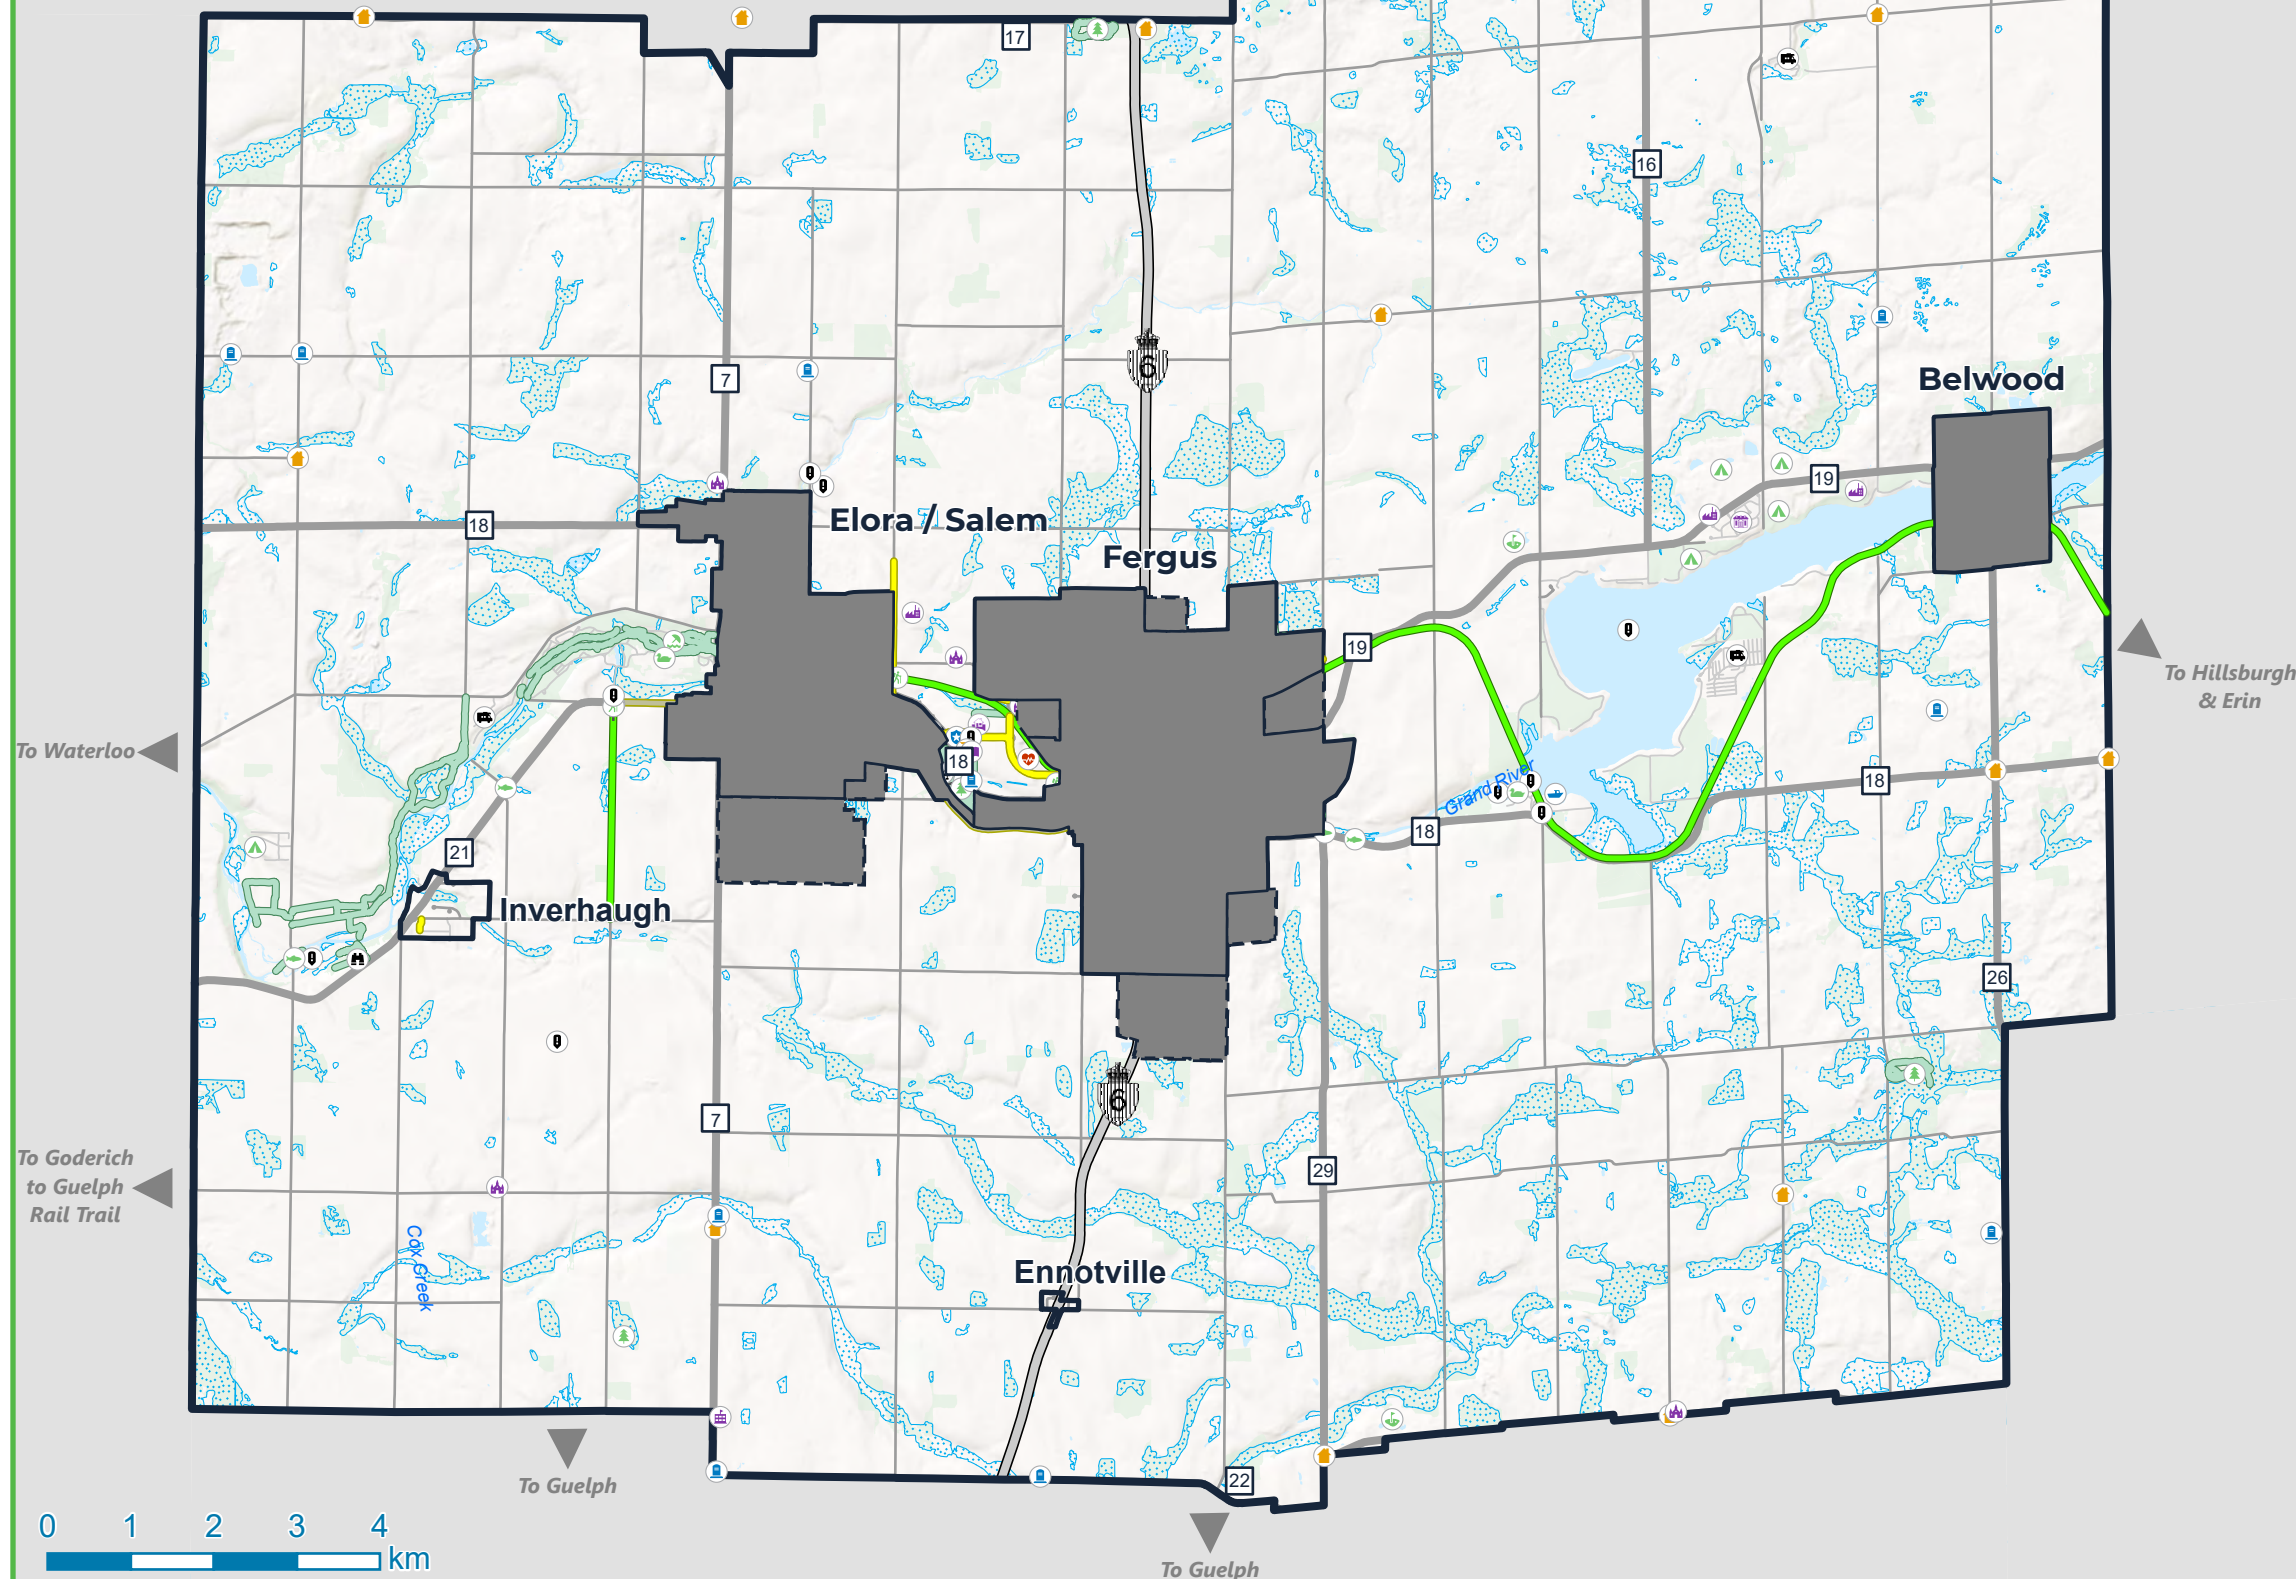 17
16
6
7
Belwood
19
18
Elora / Salem
Fergus
19
To Hillsburgh
& Erin
To Waterloo
18
Grand River
18
18
21
Inverhaugh
26
6
7
To Goderich
to Guelph
Rail Trail
29
Cox Creek
Ennotville
22
To Guelph
To Guelph
0 1 2 3 4
km